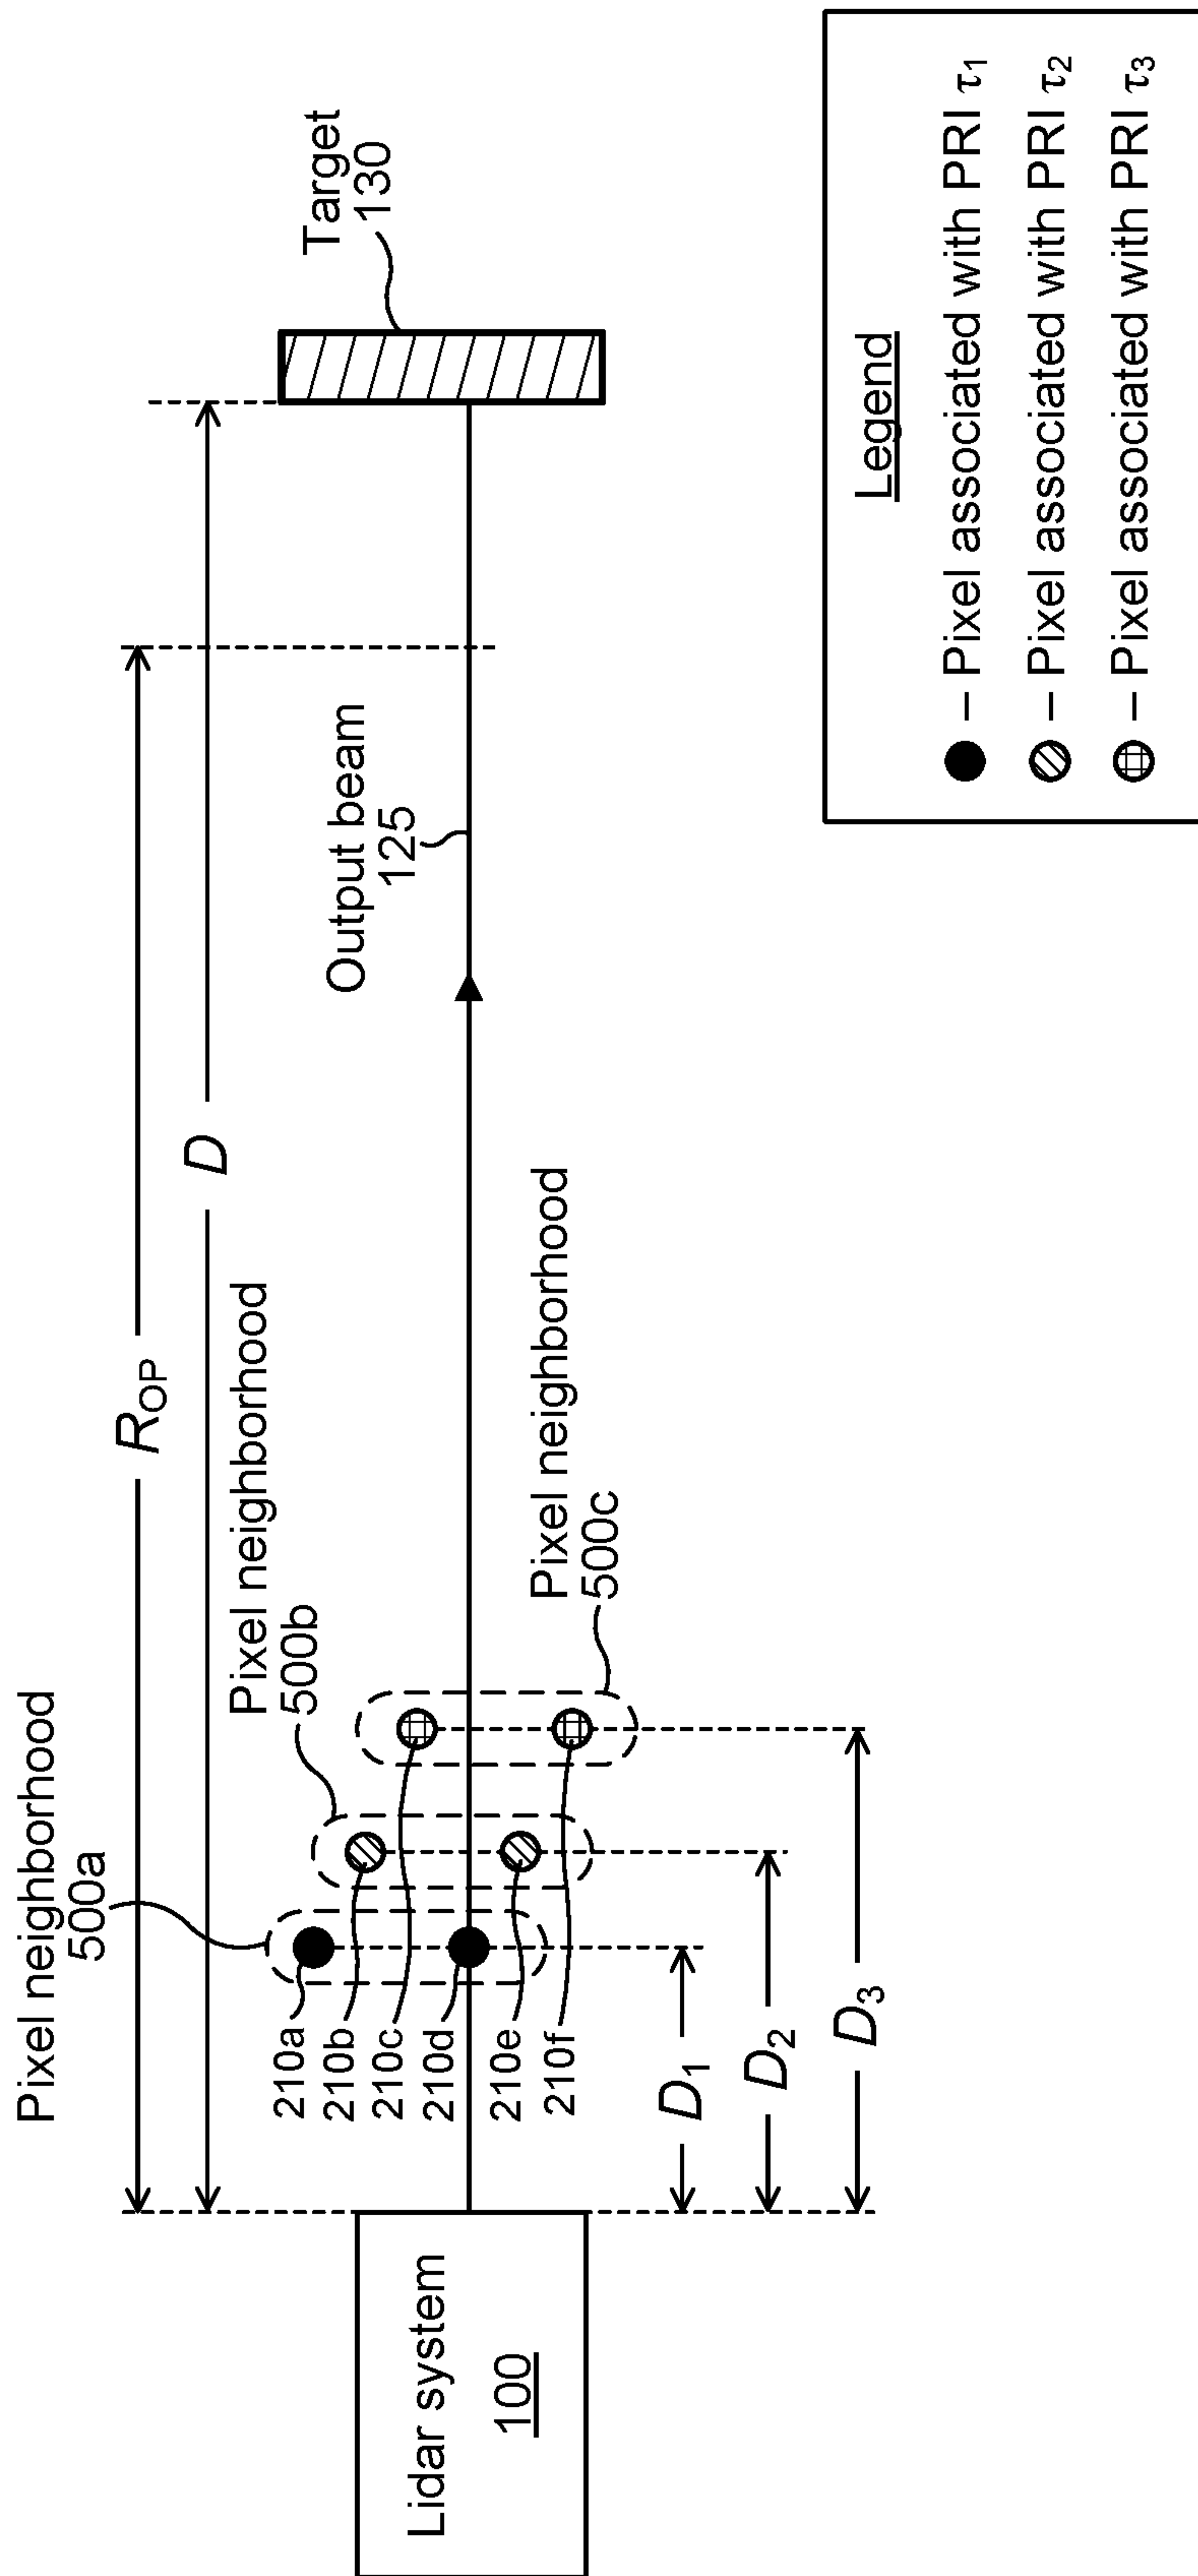 Pixel neighborhood
500a
R_OP
D
Pixel neighborhood
500b
Output beam
125
Target
130
210a
210b
210c
210d
210e
210f
Pixel neighborhood
500c
Lidar system
100
D₁
D₂
D₃
Legend
– Pixel associated with PRI τ₁
– Pixel associated with PRI τ₂
– Pixel associated with PRI τ₃